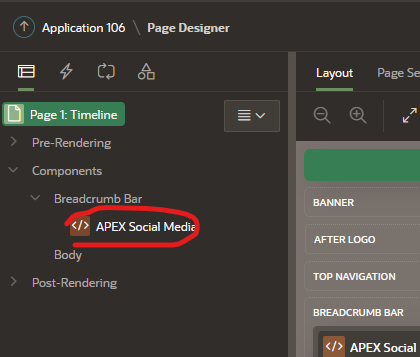 Application 106 \ Page Designer
Layout Page Se
Page 1: Timeline
Pre-Rendering
Components
Breadcrumb Bar
APEX Social Media
Body
Post-Rendering
BANNER
AFTER LOGO
TOP NAVIGATION
BREADCRUMB BAR
APEX Social